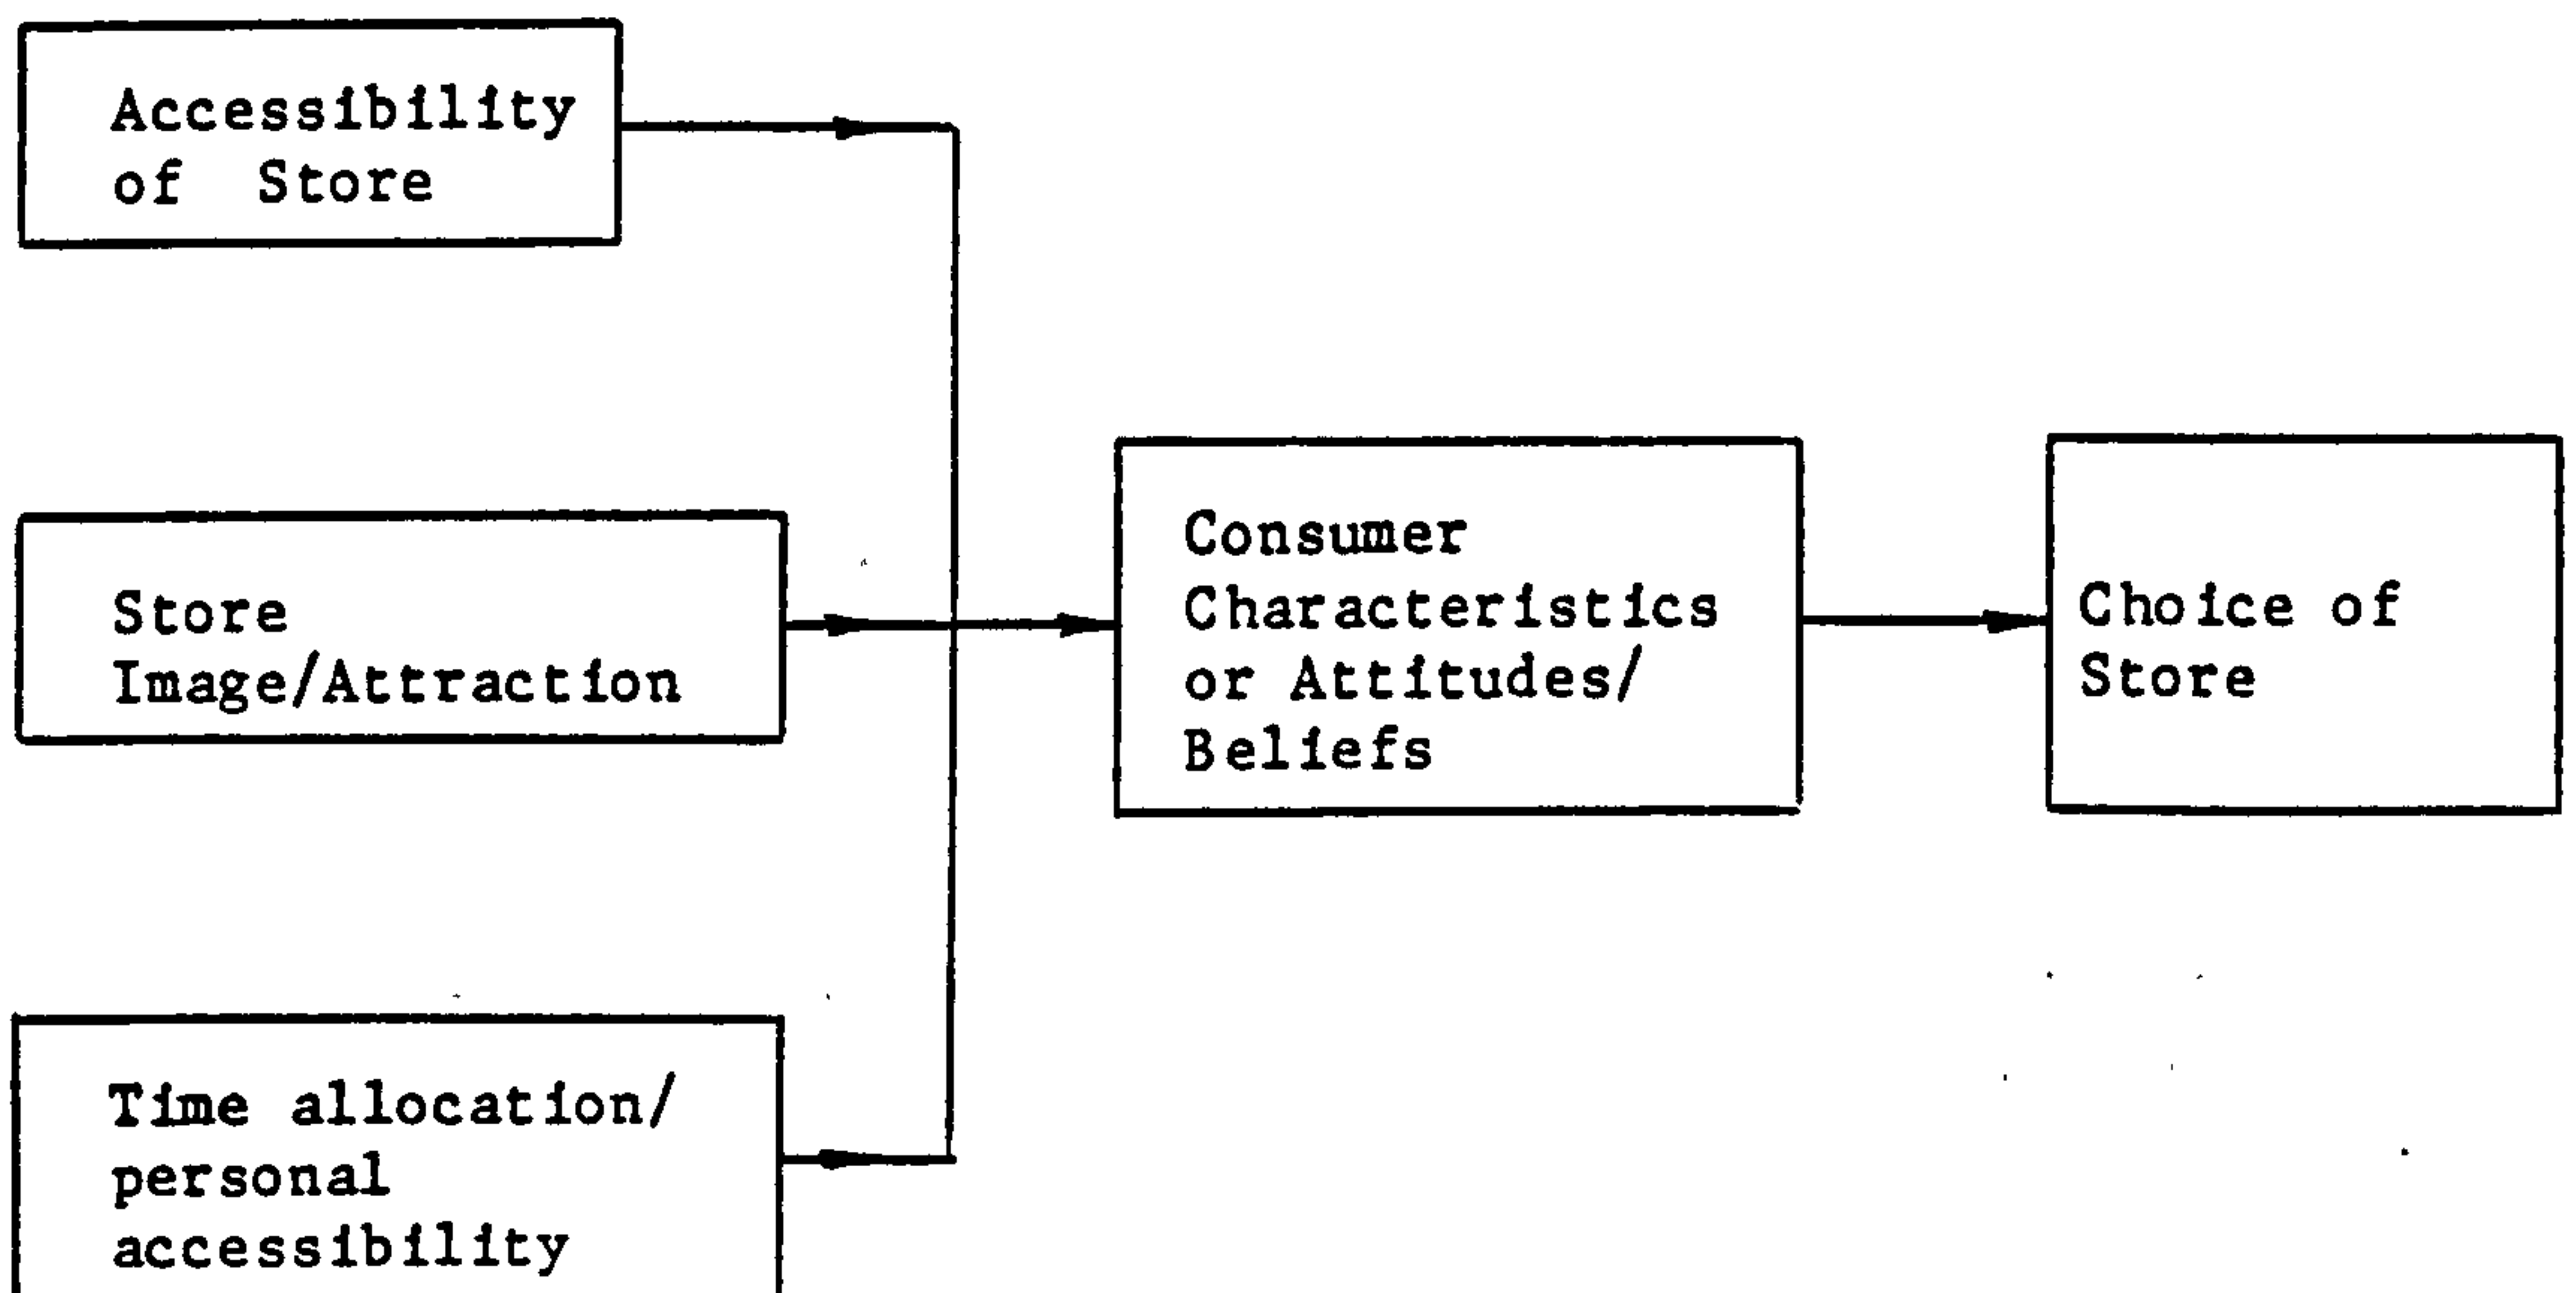 Accessibility
of Store
Store
Image/Attraction
Time allocation/
personal
accessibility
Consumer
Characteristics
or Attitudes/
Beliefs
Choice of
Store